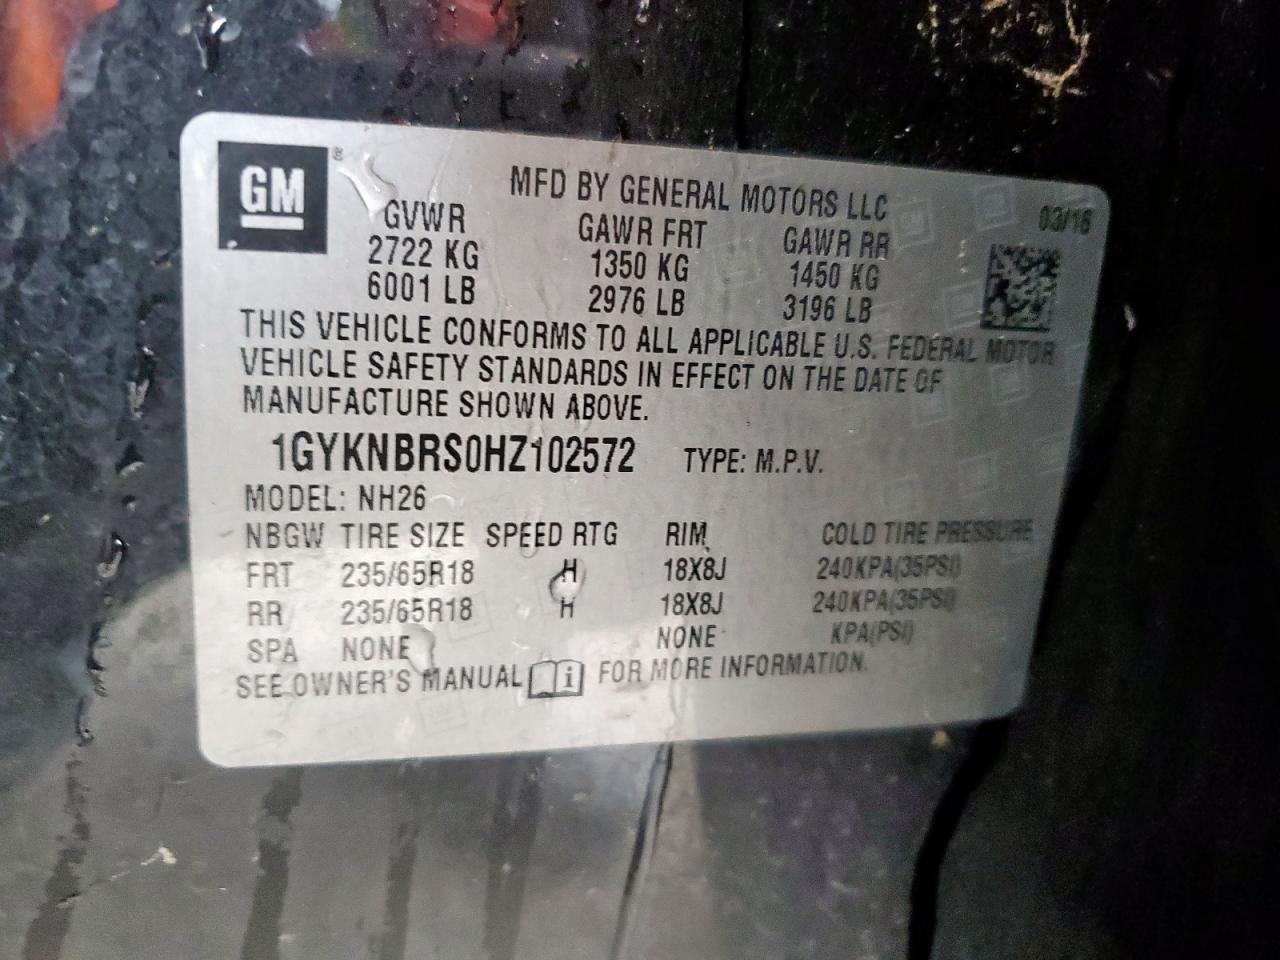 GM ®
MFD BY GENERAL MOTORS LLC
03/16
GVWR GAWR FRT GAWR RR
2722 KG 1350 KG 1450 KG
6001 LB 2976 LB 3196 LB
THIS VEHICLE CONFORMS TO ALL APPLICABLE U.S. FEDERAL MOTOR
VEHICLE SAFETY STANDARDS IN EFFECT ON THE DATE OF
MANUFACTURE SHOWN ABOVE.
1GYKNBRS0HZ102572 TYPE: M.P.V.
MODEL: NH26
NBGW TIRE SIZE SPEED RTG RIM COLD TIRE PRESSURE
FRT 235/65R18 H 18X8J 240KPA(35PSI)
RR 235/65R18 H 18X8J 240KPA(35PSI)
SPA NONE NONE KPA(PSI)
SEE OWNER'S MANUAL i FOR MORE INFORMATION.